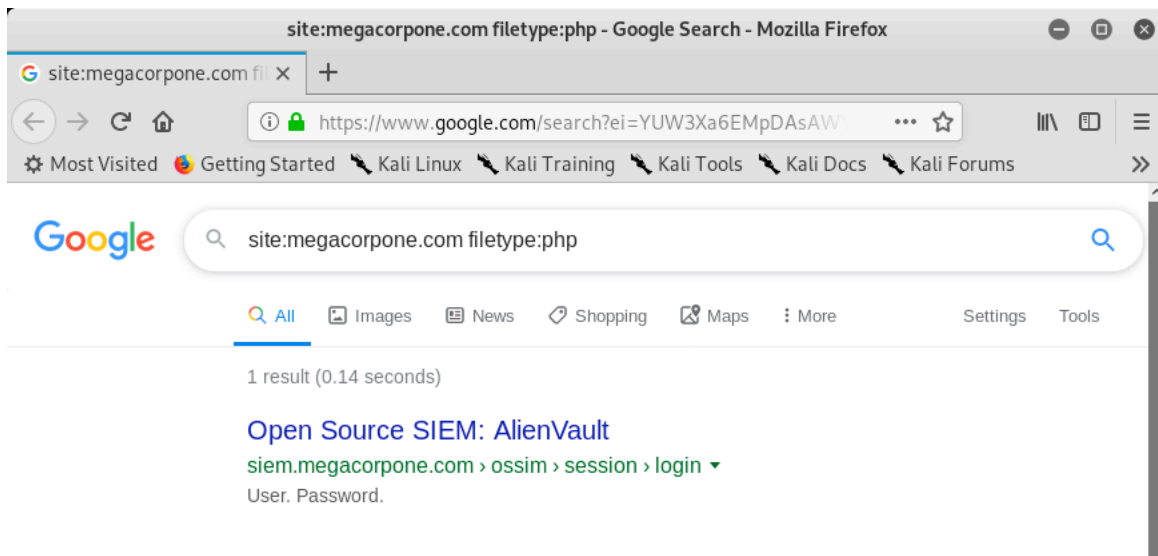 site:megacorpone.com filetype:php - Google Search - Mozilla Firefox
G site:megacorpone.com fil
https://www.google.com/search?ei=YUW3Xa6EMpDAsAW
Most Visited Getting Started Kali Linux Kali Training Kali Tools Kali Docs Kali Forums
Google site:megacorpone.com filetype:php
All Images News Shopping Maps More Settings Tools
1 result (0.14 seconds)
Open Source SIEM: AlienVault
siem.megacorpone.com › ossim › session › login
User. Password.